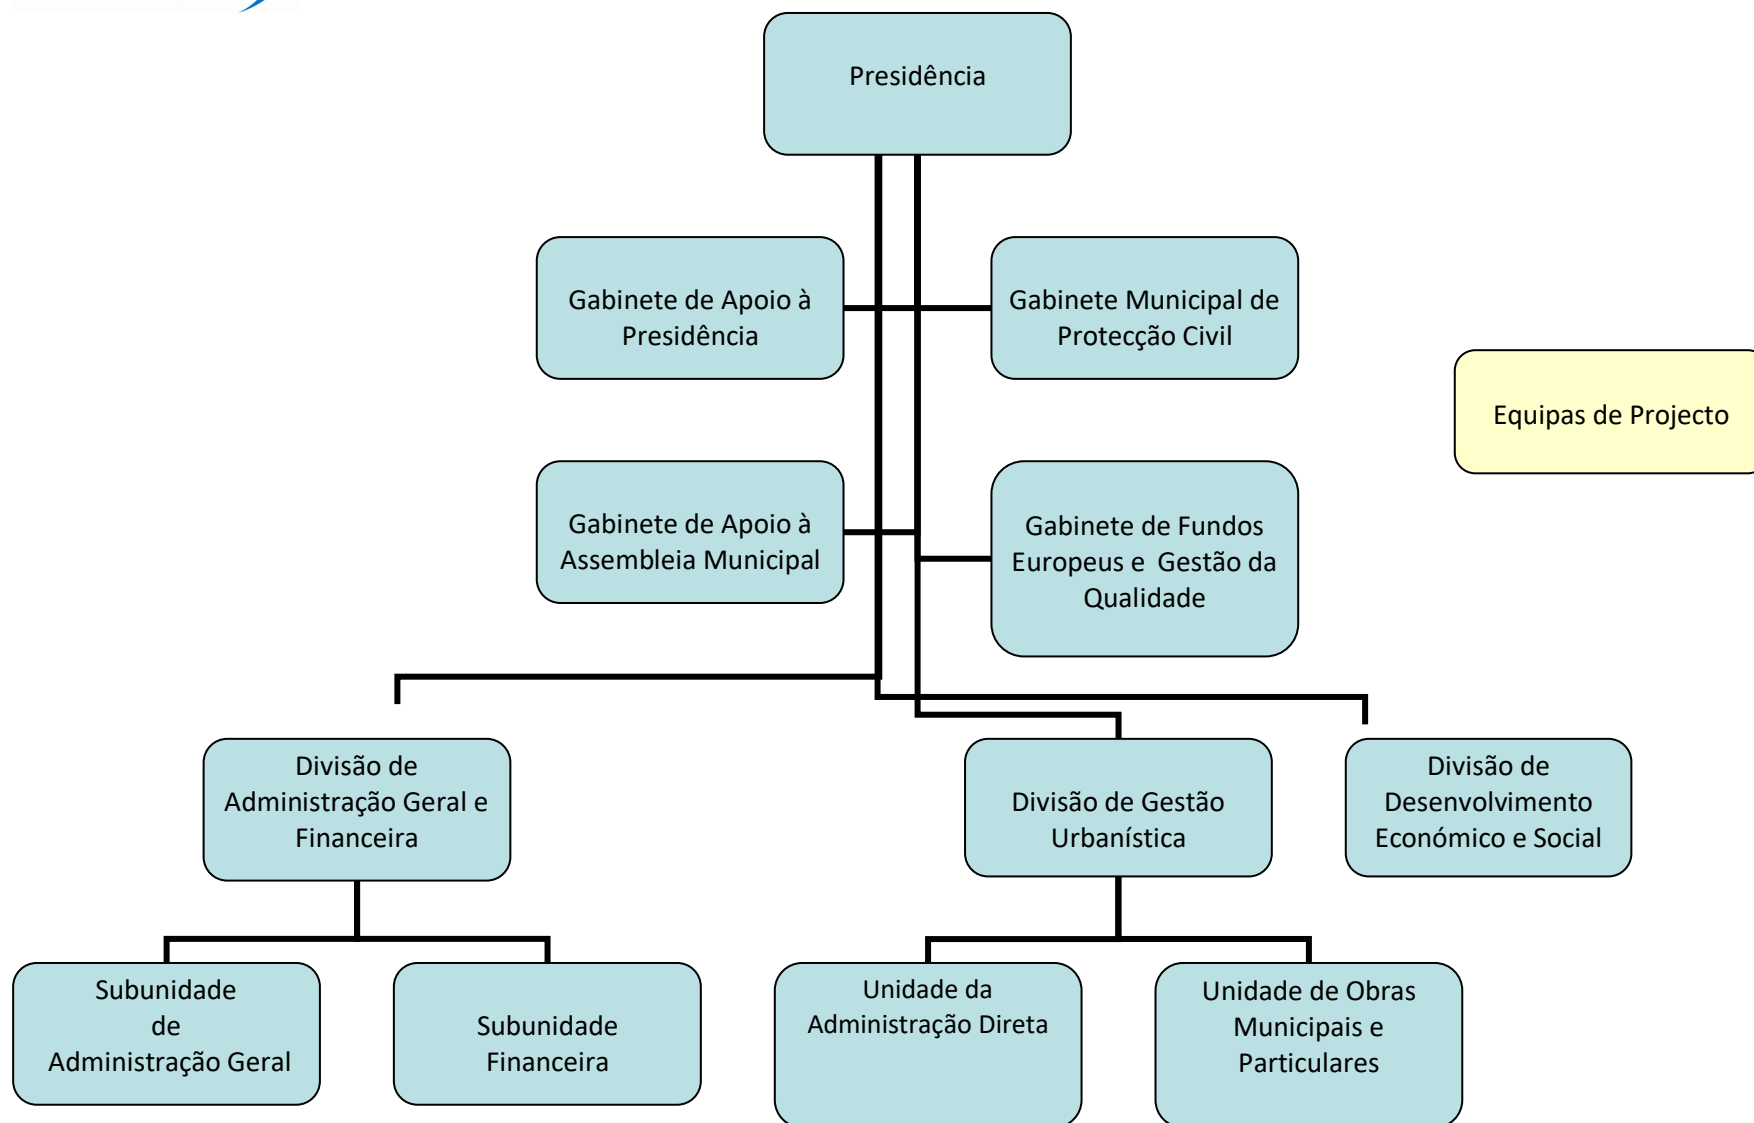 Presidência
Gabinete de Apoio à
Presidência
Gabinete Municipal de
Protecção Civil
Equipas de Projecto
Gabinete de Apoio à
Assembleia Municipal
Gabinete de Fundos
Europeus e  Gestão da
Qualidade
Divisão de
Administração Geral e
Financeira
Divisão de Gestão
Urbanística
Divisão de
Desenvolvimento
Económico e Social
Subunidade
de
Administração Geral
Subunidade
Financeira
Unidade da
Administração Direta
Unidade de Obras
Municipais e
Particulares